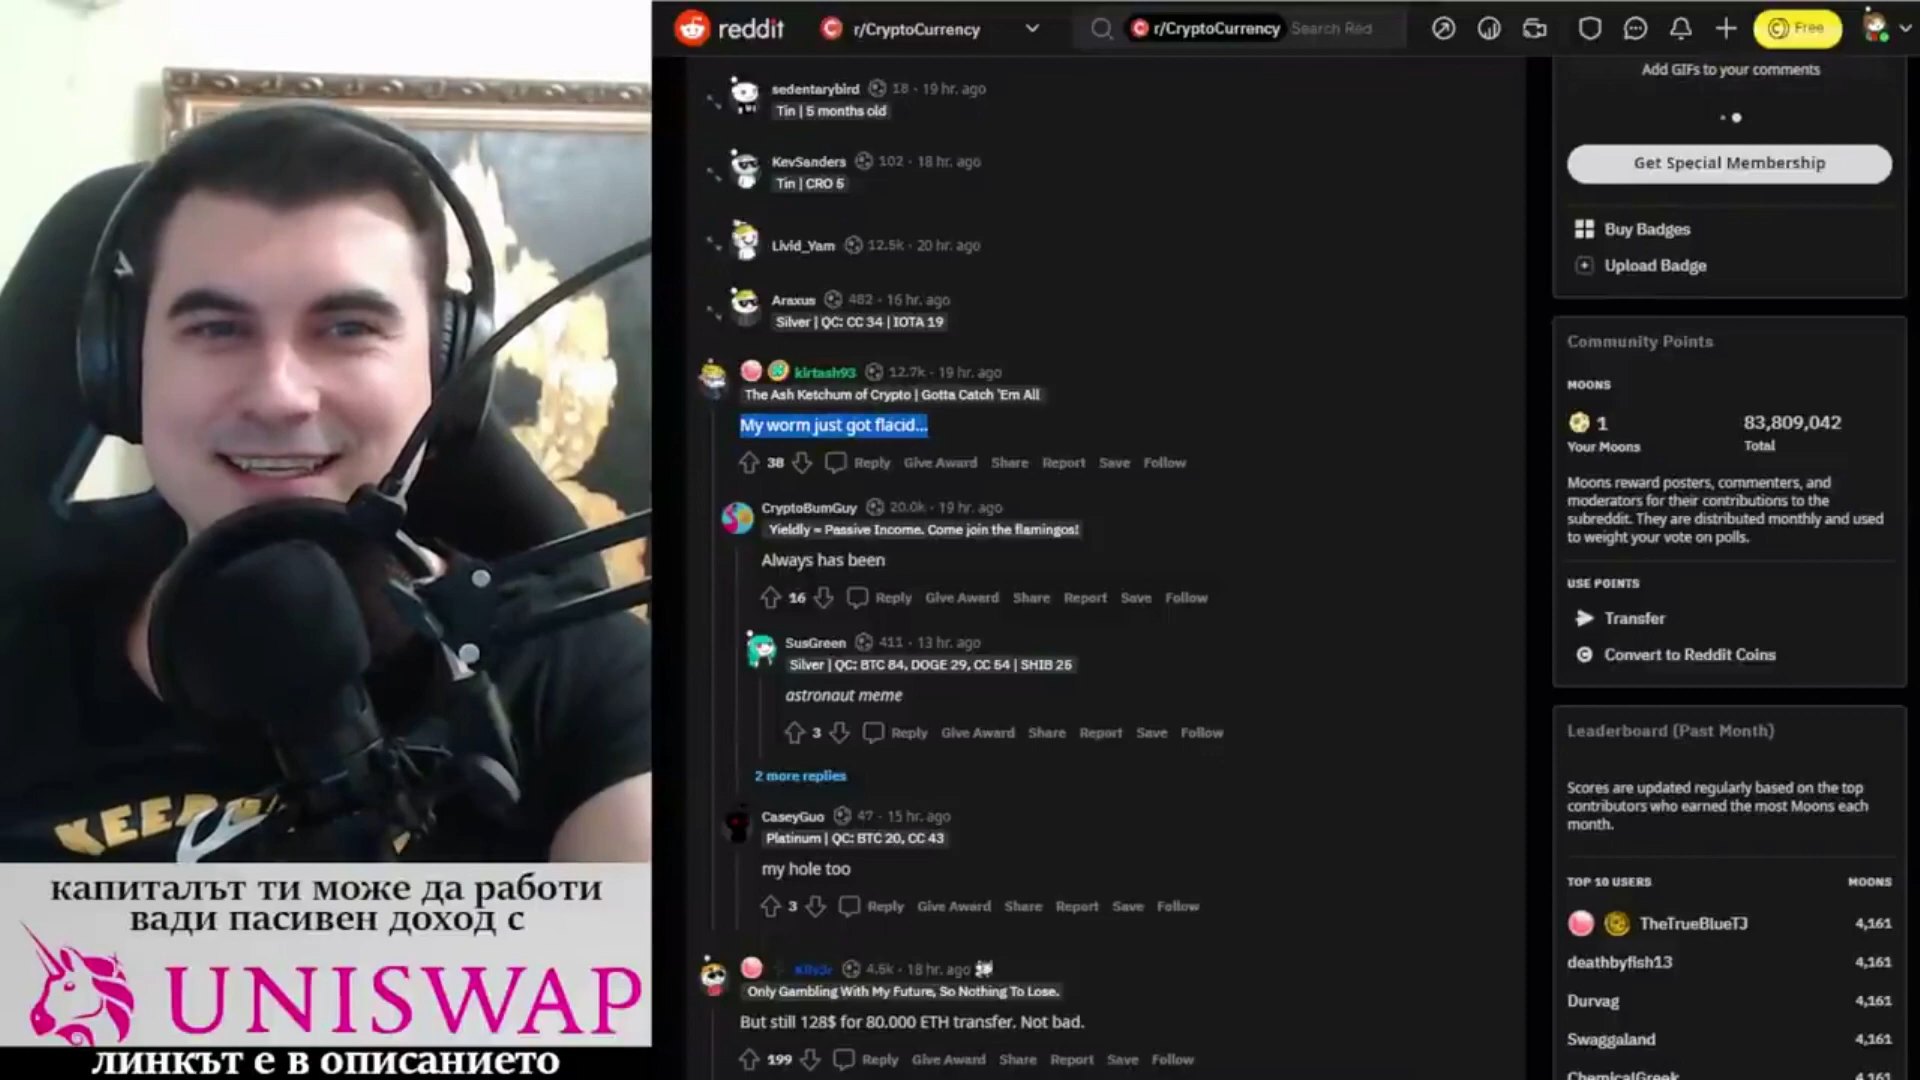 reddit
r/CryptoCurrency
r/CryptoCurrency Search Red
Free
sedentarybird 18 · 19 hr. ago
Tin | 5 months old
KevSanders 102 · 18 hr. ago
Tin | CRO 5
Livid_Yam 12.5k · 20 hr. ago
Araxus 482 · 16 hr. ago
Silver | QC: CC 34 | IOTA 19
kirtash93 12.7k · 19 hr. ago
The Ash Ketchum of Crypto | Gotta Catch 'Em All
My worm just got flacid...
38 Reply Give Award Share Report Save Follow
CryptoBumGuy 20.0k · 19 hr. ago
Yieldly = Passive Income. Come join the flamingos!
Always has been
16 Reply Give Award Share Report Save Follow
SusGreen 411 · 13 hr. ago
Silver | QC: BTC 84, DOGE 29, CC 54 | SHIB 25
astronaut meme
3 Reply Give Award Share Report Save Follow
2 more replies
CaseyGuo 47 · 15 hr. ago
Platinum | QC: BTC 20, CC 43
my hole too
3 Reply Give Award Share Report Save Follow
4.6k · 18 hr. ago
Only Gambling With My Future, So Nothing To Lose.
But still 128$ for 80.000 ETH transfer. Not bad.
199 Reply Give Award Share Report Save Follow
Add GIFs to your comments
Get Special Membership
Buy Badges
Upload Badge
Community Points
MOONS
1 83,809,042
Your Moons Total
Moons reward posters, commenters, and
moderators for their contributions to the
subreddit. They are distributed monthly and used
to weight your vote on polls.
USE POINTS
Transfer
Convert to Reddit Coins
Leaderboard (Past Month)
Scores are updated regularly based on the top
contributors who earned the most Moons each
month.
TOP 10 USERS MOONS
TheTrueBlueTJ 4,161
deathbyfish13 4,161
Durvag 4,161
Swaggaland 4,161
ChemicalGreek 4,161
KEEP
капиталът ти може да работи
вади пасивен доход с
UNISWAP
линкът е в описанието